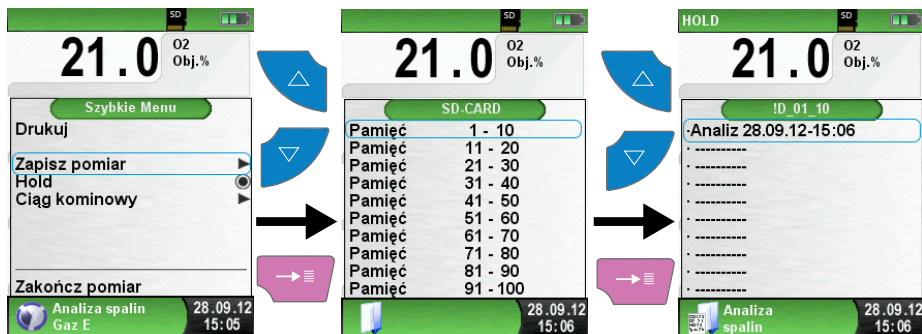 SD
21.0 O2
Obj.%
Szybkie Menu
Drukuj
Zapisz pomiar
Hold
Ciąg kominowy
Zakończ pomiar
Analiza spalin 28.09.12
Gaz E 15:05
SD
21.0 O2
Obj.%
SD-CARD
Pamięć 1 - 10
Pamięć 11 - 20
Pamięć 21 - 30
Pamięć 31 - 40
Pamięć 41 - 50
Pamięć 51 - 60
Pamięć 61 - 70
Pamięć 71 - 80
Pamięć 81 - 90
Pamięć 91 - 100
28.09.12
15:06
HOLD SD
21.0 O2
Obj.%
!D_01_10
·Analiz 28.09.12-15:06
· ----------
· ----------
· ----------
· ----------
· ----------
· ----------
· ----------
· ----------
· ----------
Analiza 28.09.12
spalin 15:06